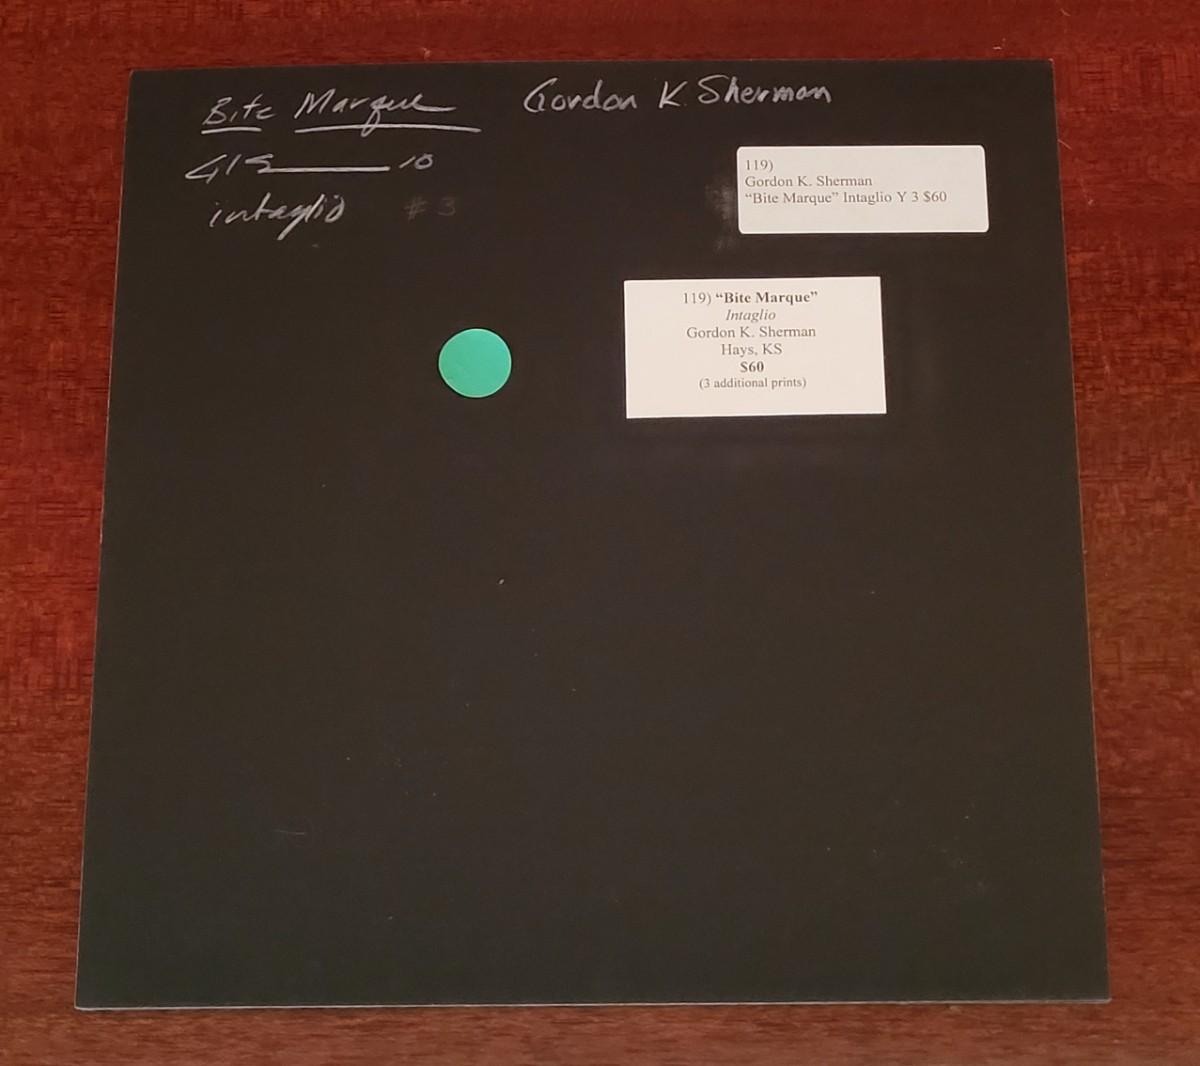 Bite Marque
Gordon K Sherman
10
intaglio # 3
119)
Gordon K. Sherman
“Bite Marque” Intaglio Y 3 $60
119) “Bite Marque”
Intaglio
Gordon K. Sherman
Hays, KS
$60
(3 additional prints)